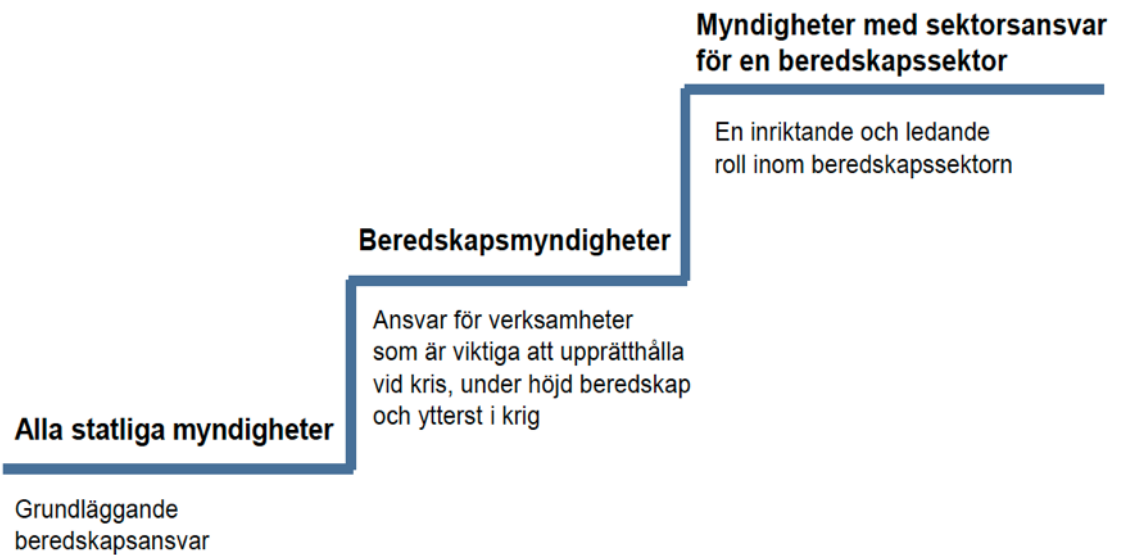 Myndigheter med sektorsansvar
för en beredskapssektor
En inriktande och ledande
roll inom beredskapssektorn
Beredskapsmyndigheter
Ansvar för verksamheter
som är viktiga att upprätthålla
vid kris, under höjd beredskap
och ytterst i krig
Alla statliga myndigheter
Grundläggande
beredskapsansvar